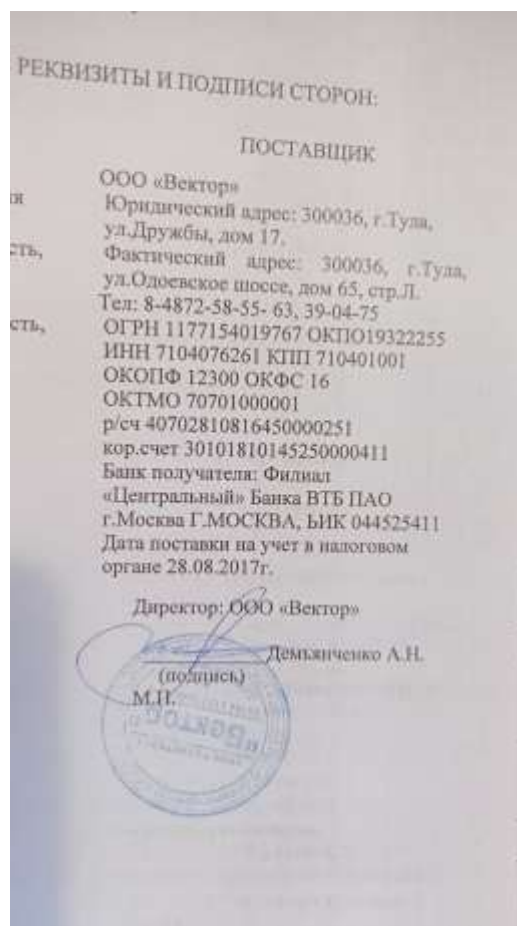 РЕКВИЗИТЫ И ПОДПИСИ СТОРОН:
ПОСТАВЩИК
ООО «Вектор»
Юридический адрес: 300036, г.Тула,
ул.Дружбы, дом 17.
Фактический адрес: 300036, г.Тула,
ул.Одоевское шоссе, дом 65, стр.Л.
Тел: 8-4872-58-55- 63, 39-04-75
ОГРН 1177154019767 ОКПО19322255
ИНН 7104076261 КПП 710401001
ОКОПФ 12300 ОКФС 16
ОКТМО 70701000001
р/сч 40702810816450000251
кор.счет 30101810145250000411
Банк получателя: Филиал
«Центральный» Банка ВТБ ПАО
г.Москва Г.МОСКВА, БИК 044525411
Дата поставки на учет в налоговом
органе 28.08.2017г.
Директор: ООО «Вектор»
Демьянченко А.Н.
(подпись)
М.П.
«Вектор»